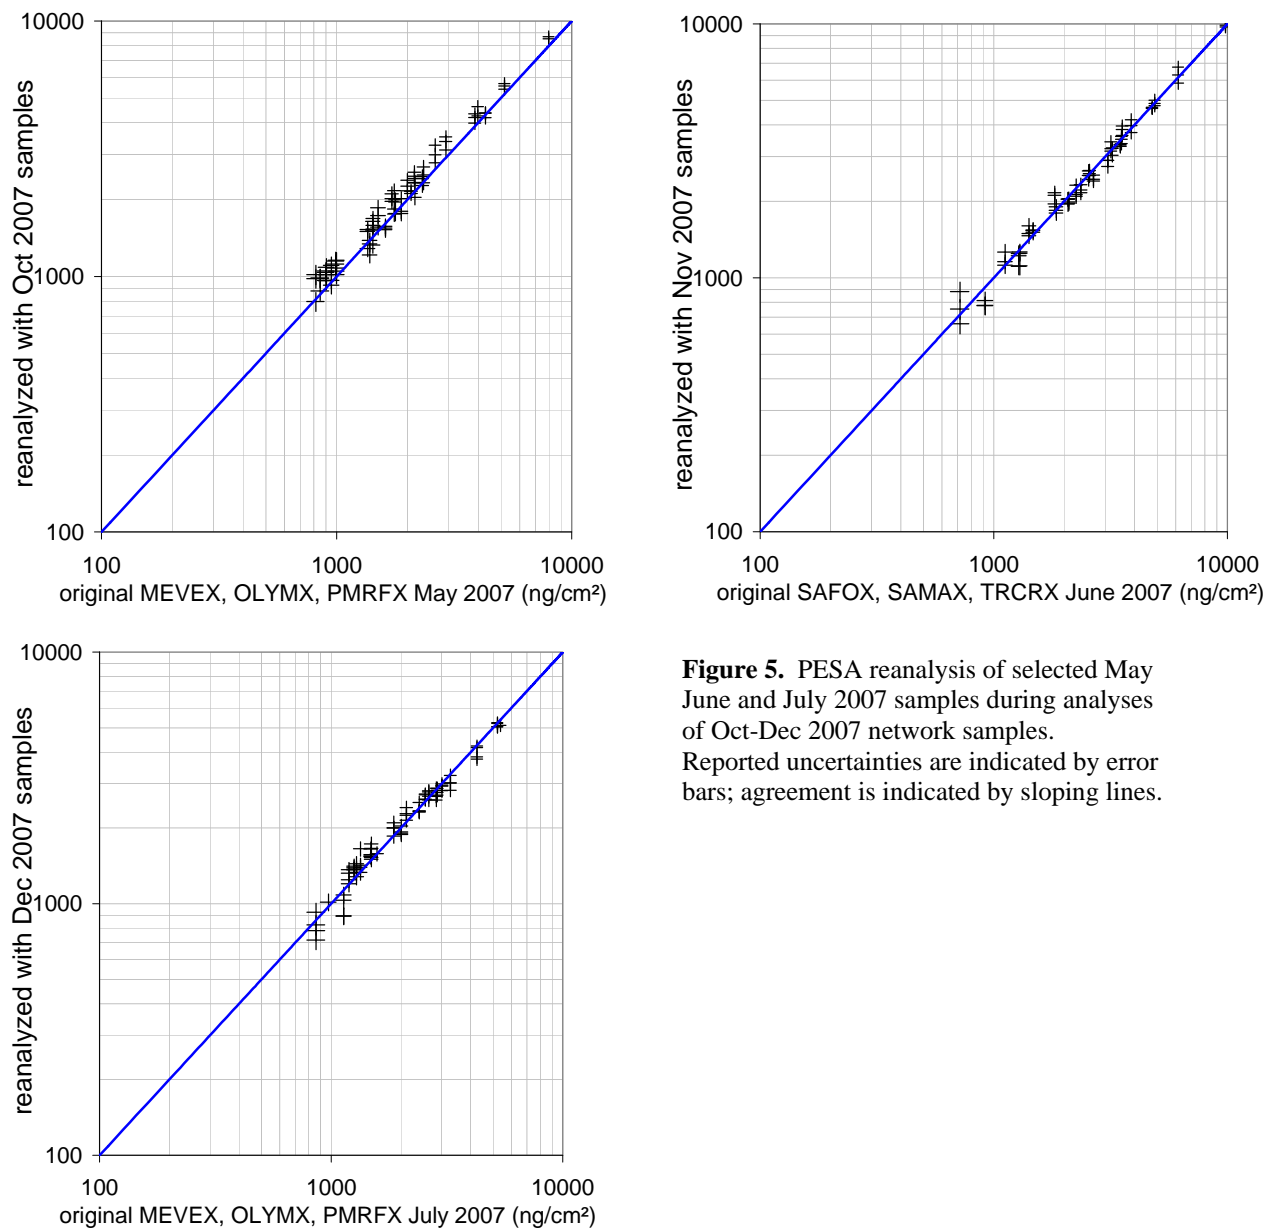 10000
1000
100
reanalyzed with Oct 2007 samples
100 1000 10000
original MEVEX, OLYMX, PMRFX May 2007 (ng/cm²)
10000
1000
100
reanalyzed with Nov 2007 samples
100 1000 10000
original SAFOX, SAMAX, TRCRX June 2007 (ng/cm²)
10000
1000
100
reanalyzed with Dec 2007 samples
100 1000 10000
original MEVEX, OLYMX, PMRFX July 2007 (ng/cm²)
Figure 5. PESA reanalysis of selected May
June and July 2007 samples during analyses
of Oct-Dec 2007 network samples.
Reported uncertainties are indicated by error
bars; agreement is indicated by sloping lines.